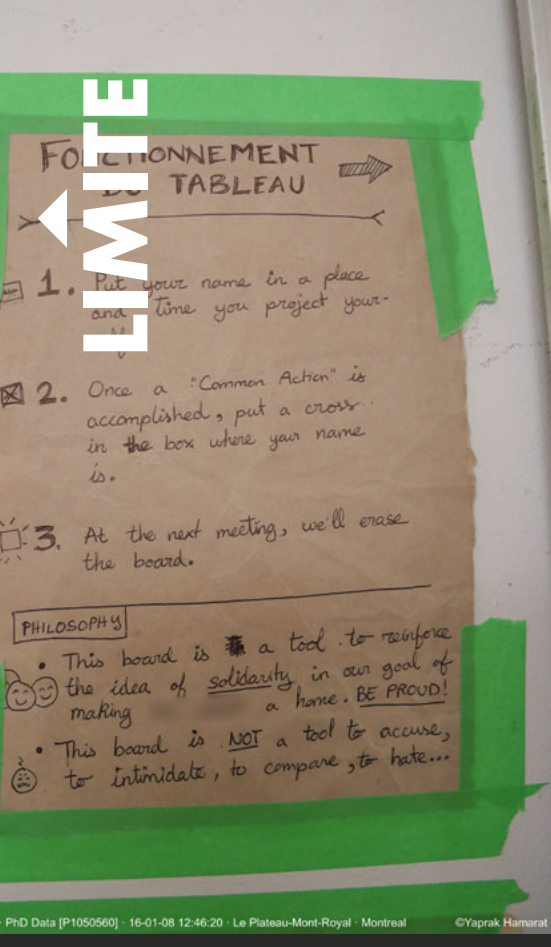 LIMITE
FONCTIONNEMENT
DU TABLEAU
1. Put your name in a place
and time you project your-
2. Once a "Common Action" is
accomplished, put a cross
in the box where your name
is.
3. At the next meeting, we'll erase
the board.
PHILOSOPHY
• This board is a tool to reinforce
the idea of solidarity in our goal of
making a home. BE PROUD!
• This board is NOT a tool to accuse,
to intimidate, to compare, to hate...
· PhD Data [P1050560] · 16-01-08 12:46:20 · Le Plateau-Mont-Royal · Montreal ©Yaprak Hamarat